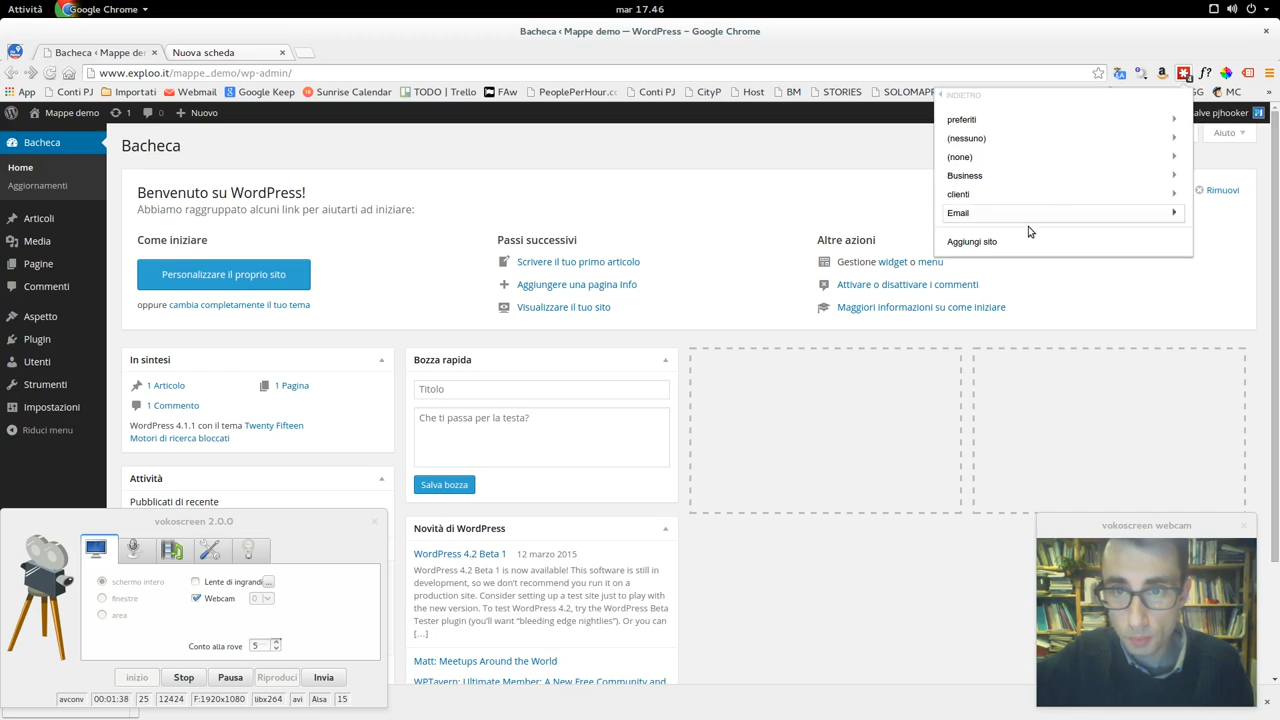 Attività
Google Chrome
mar 17.46
Bacheca ‹ Mappe demo — WordPress – Google Chrome
Bacheca ‹ Mappe de
Nuova scheda
www.exploo.it/mappe_demo/wp-admin/
App
Conti PJ
Importati
Webmail
Google Keep
Sunrise Calendar
TODO | Trello
FAw
PeoplePerHour.c
Conti PJ
CityP
Host
BM
STORIES
SOLOMAP
GG
MC
»
Mappe demo
1
0
Nuovo
alve pjhooker
INDIETRO
preferiti
(nessuno)
(none)
Business
clienti
Email
Aggiungi sito
Aiuto
Bacheca
Home
Aggiornamenti
Articoli
Media
Pagine
Commenti
Aspetto
Plugin
Utenti
Strumenti
Impostazioni
Riduci menu
Bacheca
Rimuovi
Benvenuto su WordPress!
Abbiamo raggruppato alcuni link per aiutarti ad iniziare:
Come iniziare
Personalizzare il proprio sito
oppure cambia completamente il tuo tema
Passi successivi
Scrivere il tuo primo articolo
Aggiungere una pagina Info
Visualizzare il tuo sito
Altre azioni
Gestione widget o menu
Attivare o disattivare i commenti
Maggiori informazioni su come iniziare
In sintesi
1 Articolo
1 Pagina
1 Commento
WordPress 4.1.1 con il tema Twenty Fifteen
Motori di ricerca bloccati
Attività
Pubblicati di recente
Bozza rapida
Titolo
Che ti passa per la testa?
Salva bozza
Novità di WordPress
WordPress 4.2 Beta 1 12 marzo 2015
WordPress 4.2 Beta 1 is now available! This software is still in
development, so we don't recommend you run it on a
production site. Consider setting up a test site just to play with
the new version. To test WordPress 4.2, try the WordPress Beta
Tester plugin (you'll want "bleeding edge nightlies"). Or you can
[…]
Matt: Meetups Around the World
WPTavern: Ultimate Member: A New Free Community and
vokoscreen 2.0.0
schermo intero
finestre
area
Lente di ingrandi
...
Webcam
0
Conto alla rove
5
inizio
Stop
Pausa
Riproduci
Invia
avconv
00:01:38
25
12424
F:1920x1080
libx264
avi
Alsa
15
vokoscreen webcam